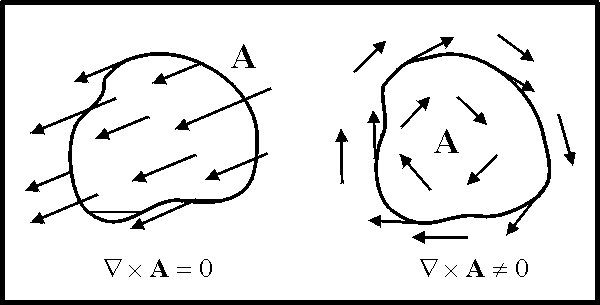 A
A
∇ × A = 0
∇ × A ≠ 0